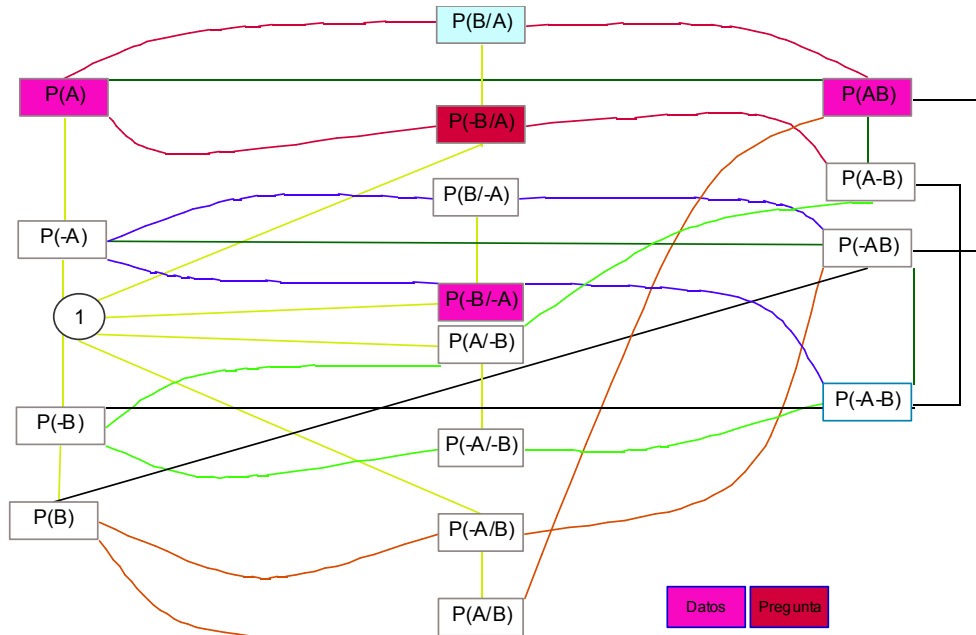 P(B/A)
P(A)
P(AB)
P(-B/A)
P(A-B)
P(B/-A)
P(-A)
P(-AB)
P(-B/-A)
1
P(A/-B)
P(-A-B)
P(-B)
P(-A/-B)
P(B)
P(-A/B)
P(A/B)
Datos
Pregunta